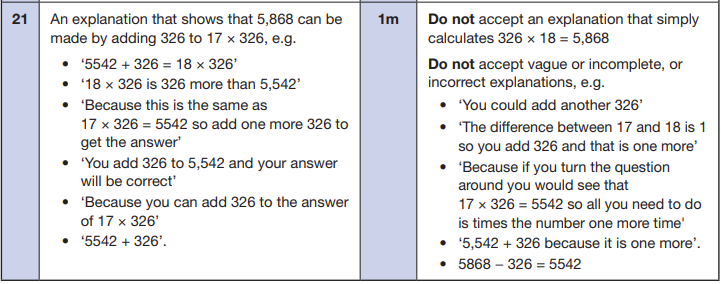 21
An explanation that shows that 5,868 can be
made by adding 326 to 17 × 326, e.g.
• ‘5542 + 326 = 18 × 326’
• ‘18 × 326 is 326 more than 5,542’
• ‘Because this is the same as
17 × 326 = 5542 so add one more 326 to
get the answer’
• ‘You add 326 to 5,542 and your answer
will be correct’
• ‘Because you can add 326 to the answer
of 17 × 326’
• ‘5542 + 326’.
1m
Do not accept an explanation that simply
calculates 326 × 18 = 5,868
Do not accept vague or incomplete, or
incorrect explanations, e.g.
• ‘You could add another 326’
• ‘The difference between 17 and 18 is 1
so you add 326 and that is one more’
• ‘Because if you turn the question
around you would see that
17 × 326 = 5542 so all you need to do
is times the number one more time'
• ‘5,542 + 326 because it is one more’.
• 5868 – 326 = 5542